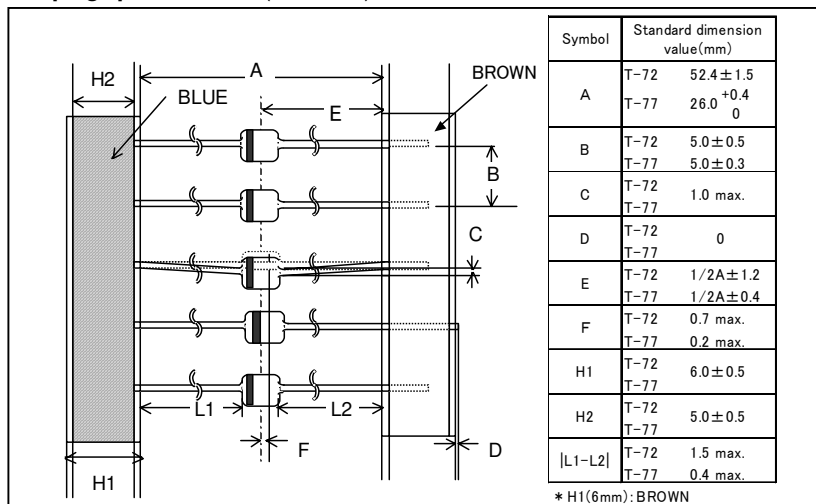 A
H2
BLUE
BROWN
E
B
C
L1
L2
F
D
H1
Symbol Standard dimension value(mm)
A T-72 52.4±1.5
T-77 26.0 +0.4 0
B T-72 5.0±0.5
T-77 5.0±0.3
C T-72 T-77 1.0 max.
D T-72 T-77 0
E T-72 1/2A±1.2
T-77 1/2A±0.4
F T-72 0.7 max.
T-77 0.2 max.
H1 T-72 T-77 6.0±0.5
H2 T-72 T-77 5.0±0.5
|L1-L2| T-72 1.5 max.
T-77 0.4 max.
* H1(6mm): BROWN